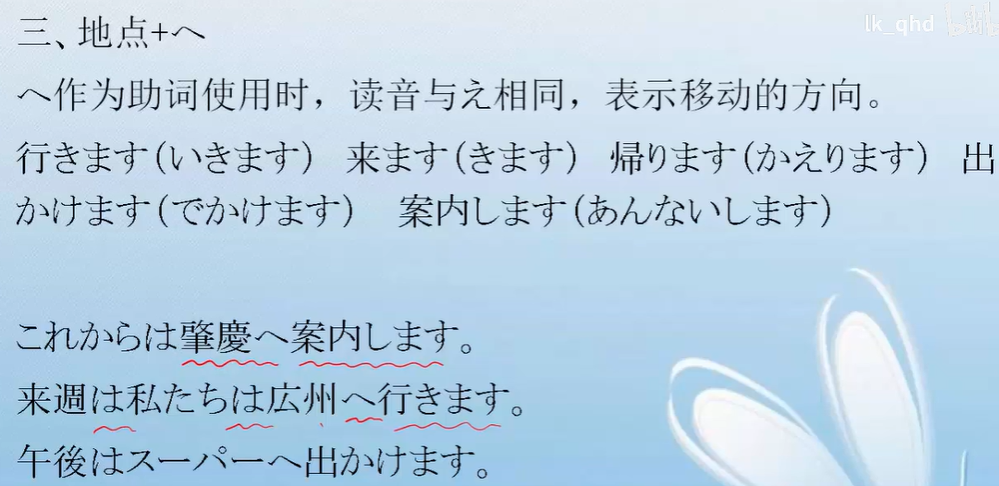 lk_qhd
三、地点+へ
へ作为助词使用时，读音与え相同，表示移动的方向。
行きます(いきます)　来ます(きます)　帰ります(かえります)　出
かけます(でかけます)　案内します(あんないします)
これからは肇慶へ案内します。
来週は私たちは広州へ行きます。
午後はスーパーへ出かけます。